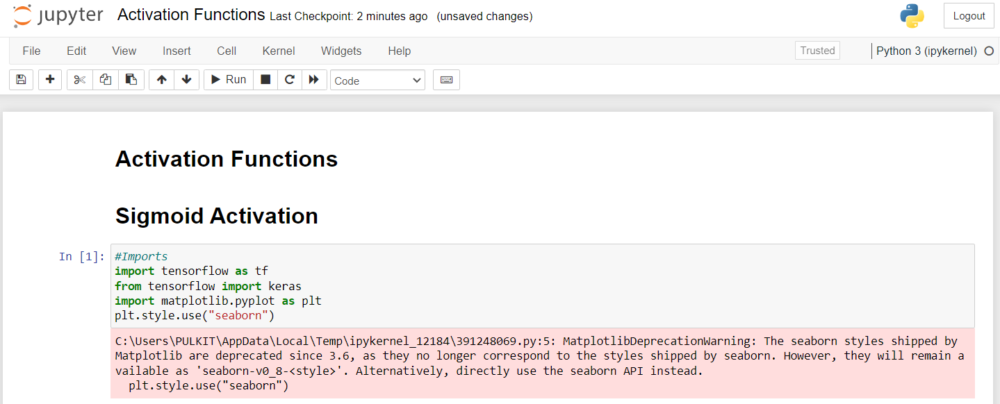 jupyter Activation Functions Last Checkpoint: 2 minutes ago (unsaved changes) Logout
File Edit View Insert Cell Kernel Widgets Help Trusted Python 3 (ipykernel)
Run Code
Activation Functions
Sigmoid Activation
In [1]: #Imports
import tensorflow as tf
from tensorflow import keras
import matplotlib.pyplot as plt
plt.style.use("seaborn")
C:\Users\PULKIT\AppData\Local\Temp\ipykernel_12184\391248069.py:5: MatplotlibDeprecationWarning: The seaborn styles shipped by
Matplotlib are deprecated since 3.6, as they no longer correspond to the styles shipped by seaborn. However, they will remain a
vailable as 'seaborn-v0_8-<style>'. Alternatively, directly use the seaborn API instead.
  plt.style.use("seaborn")